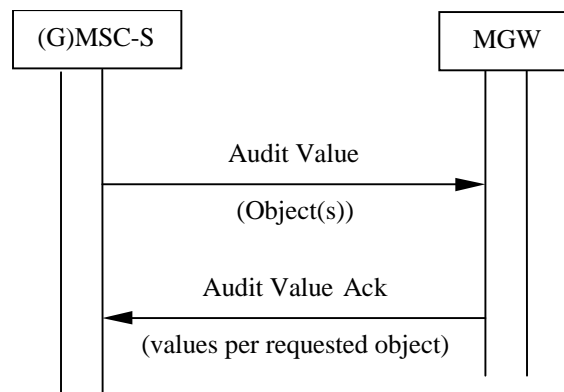 (G)MSC-S
MGW
Audit Value
(Object(s))
Audit Value Ack
(values per requested object)